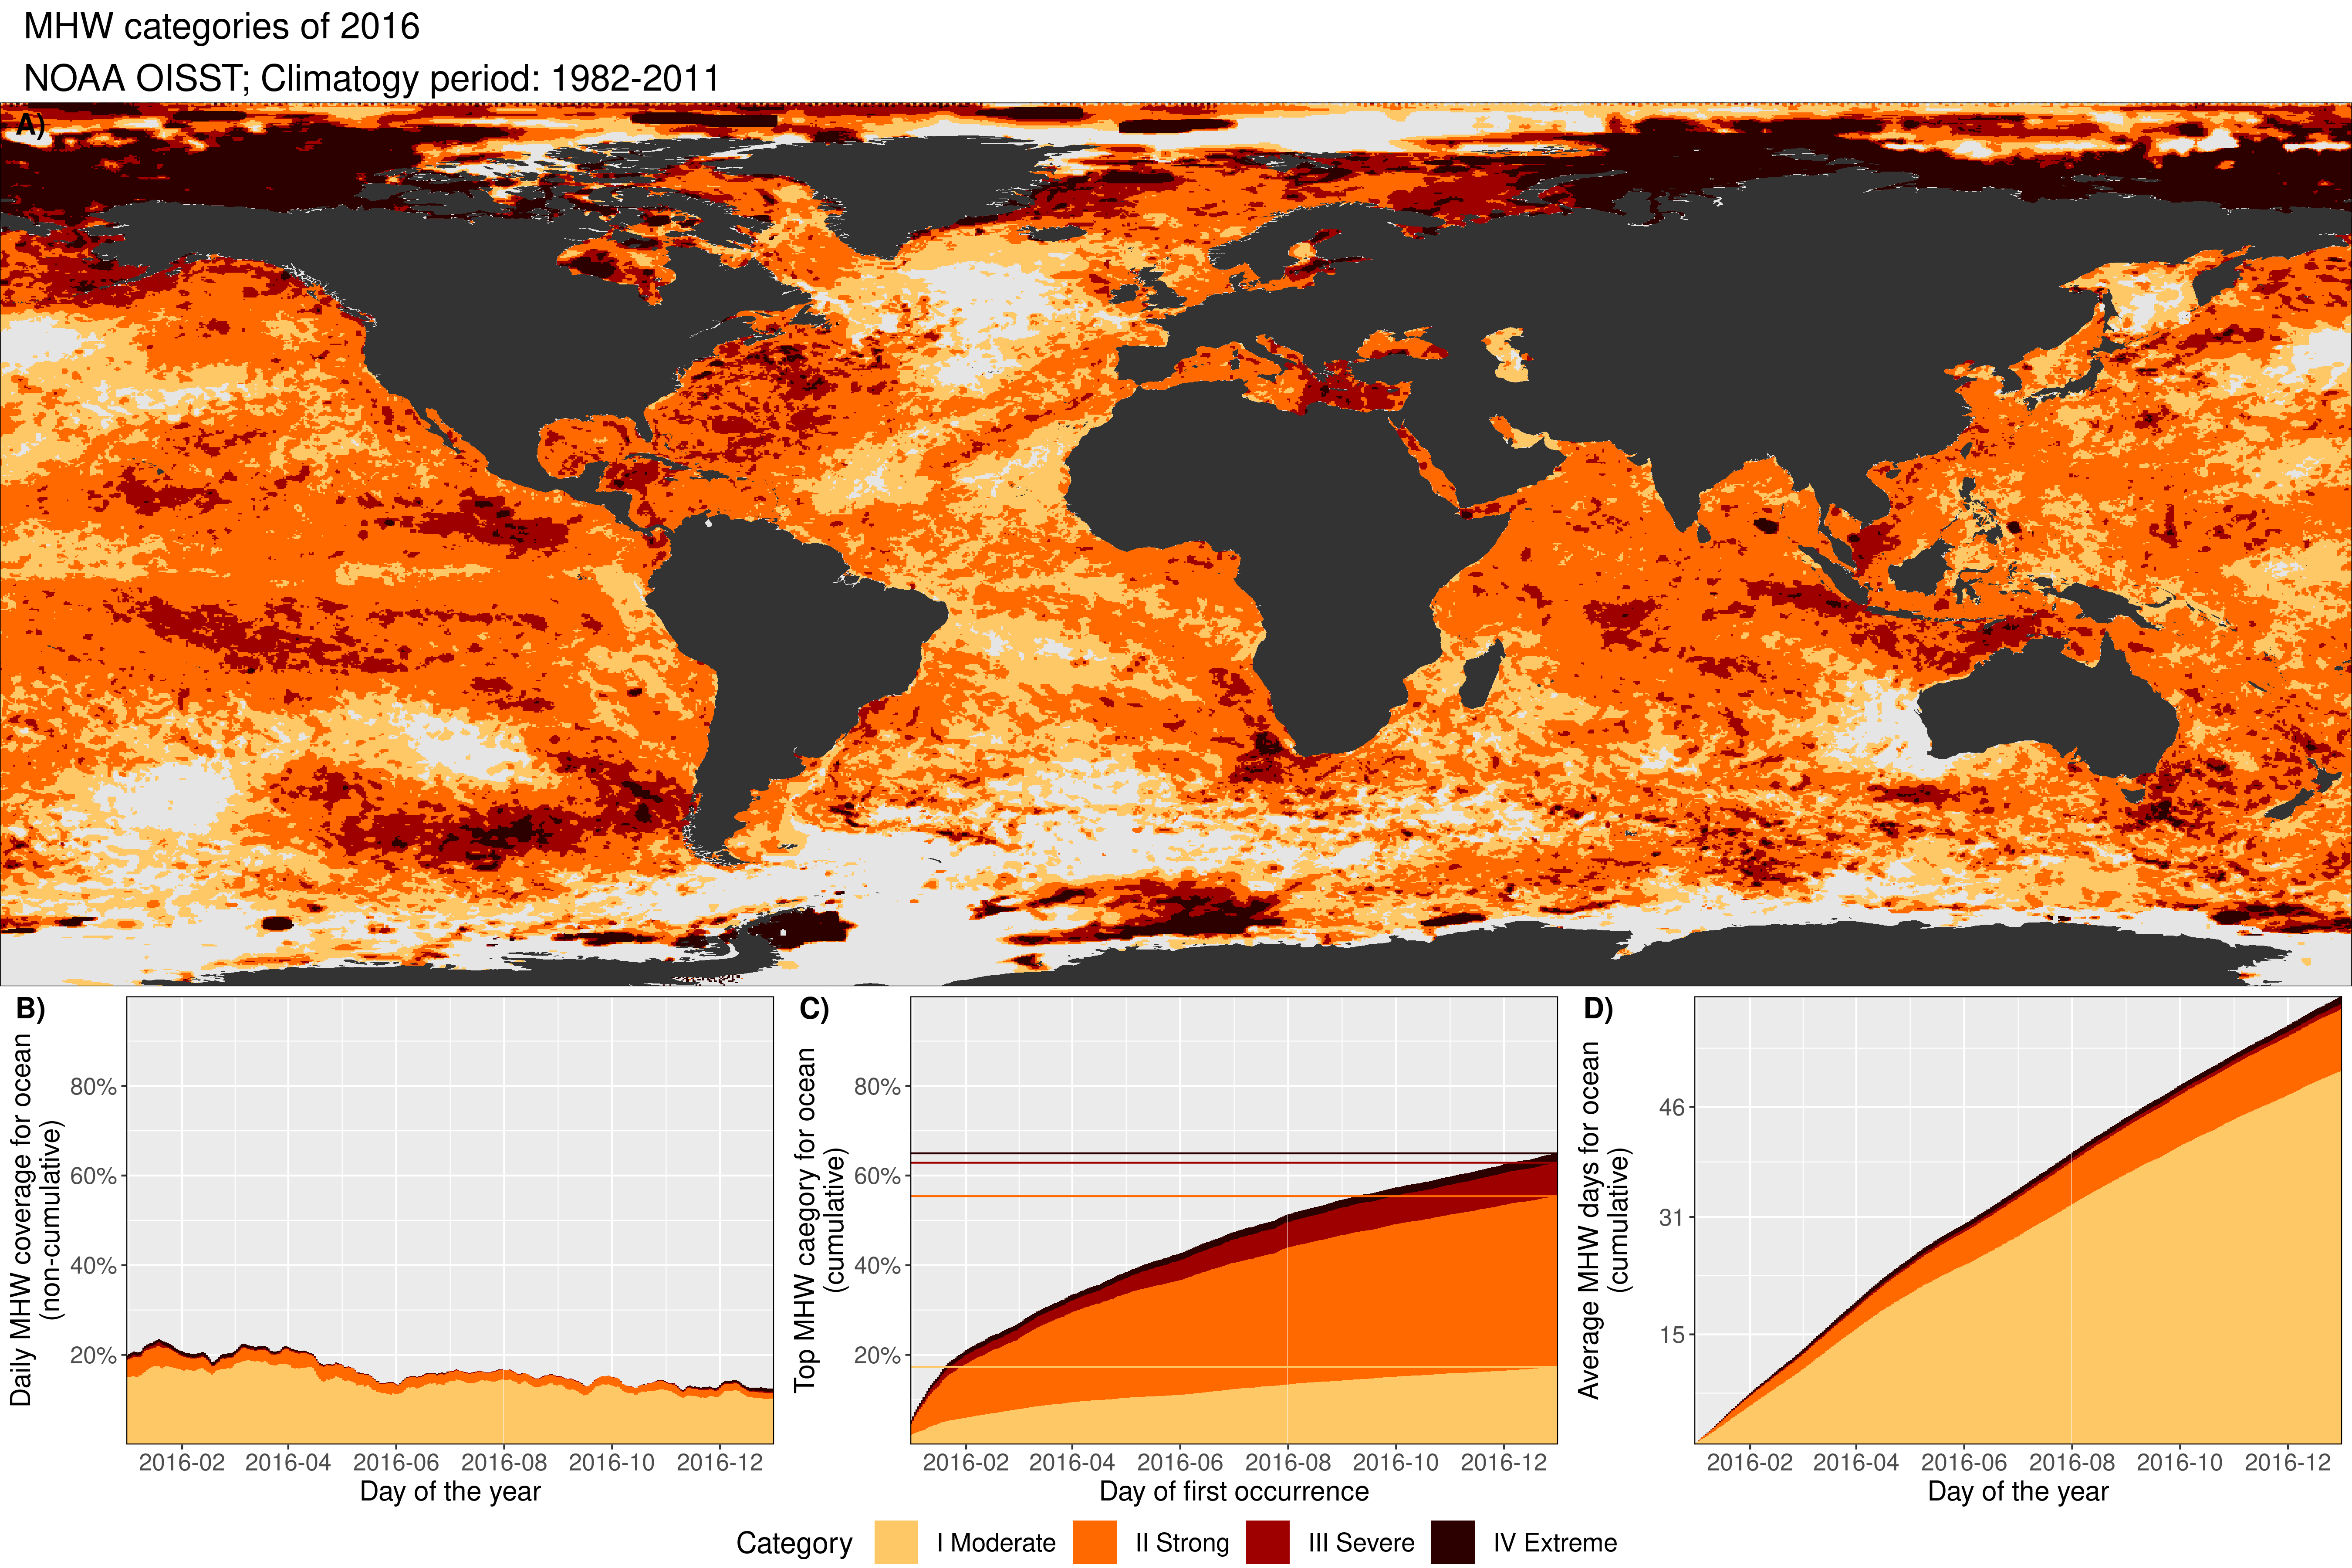 MHW categories of 2016
NOAA OISST; Climatogy period: 1982-2011
A)
B)
Daily MHW coverage for ocean
(non-cumulative)
80%
60%
40%
20%
2016-02 2016-04 2016-06 2016-08 2016-10 2016-12
Day of the year
C)
Top MHW category for ocean
(cumulative)
80%
60%
40%
20%
2016-02 2016-04 2016-06 2016-08 2016-10 2016-12
Day of first occurrence
D)
Average MHW days for ocean
(cumulative)
46
31
15
2016-02 2016-04 2016-06 2016-08 2016-10 2016-12
Day of the year
Category I Moderate II Strong III Severe IV Extreme